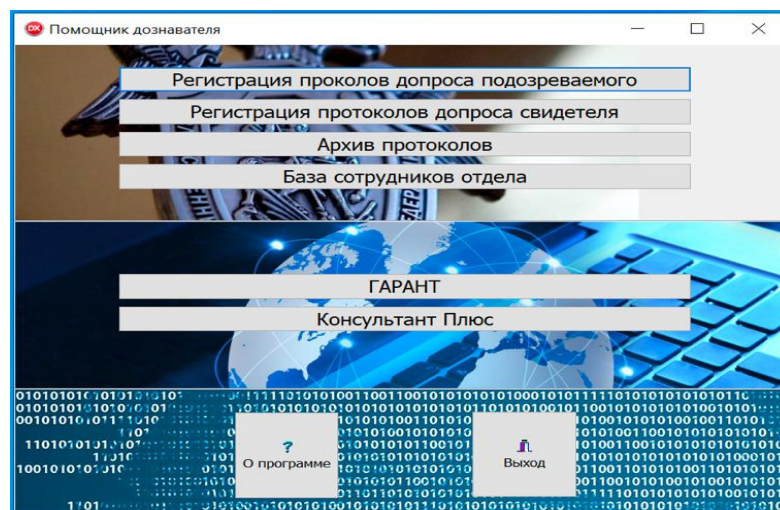 Помощник дознавателя
Регистрация проколов допроса подозреваемого
Регистрация протоколов допроса свидетеля
Архив протоколов
База сотрудников отдела
ГАРАНТ
Консультант Плюс
?
О программе
Выход